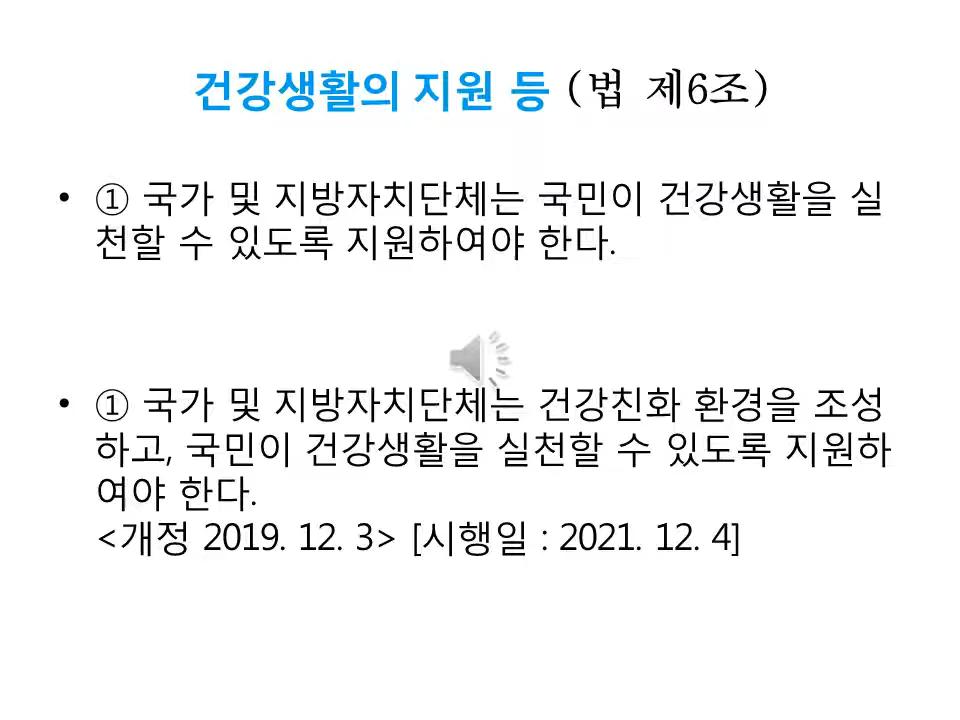 건강생활의 지원 등 (법 제6조)
• ① 국가 및 지방자치단체는 국민이 건강생활을 실
천할 수 있도록 지원하여야 한다.
• ① 국가 및 지방자치단체는 건강친화 환경을 조성
하고, 국민이 건강생활을 실천할 수 있도록 지원하
여야 한다.
<개정 2019. 12. 3> [시행일 : 2021. 12. 4]